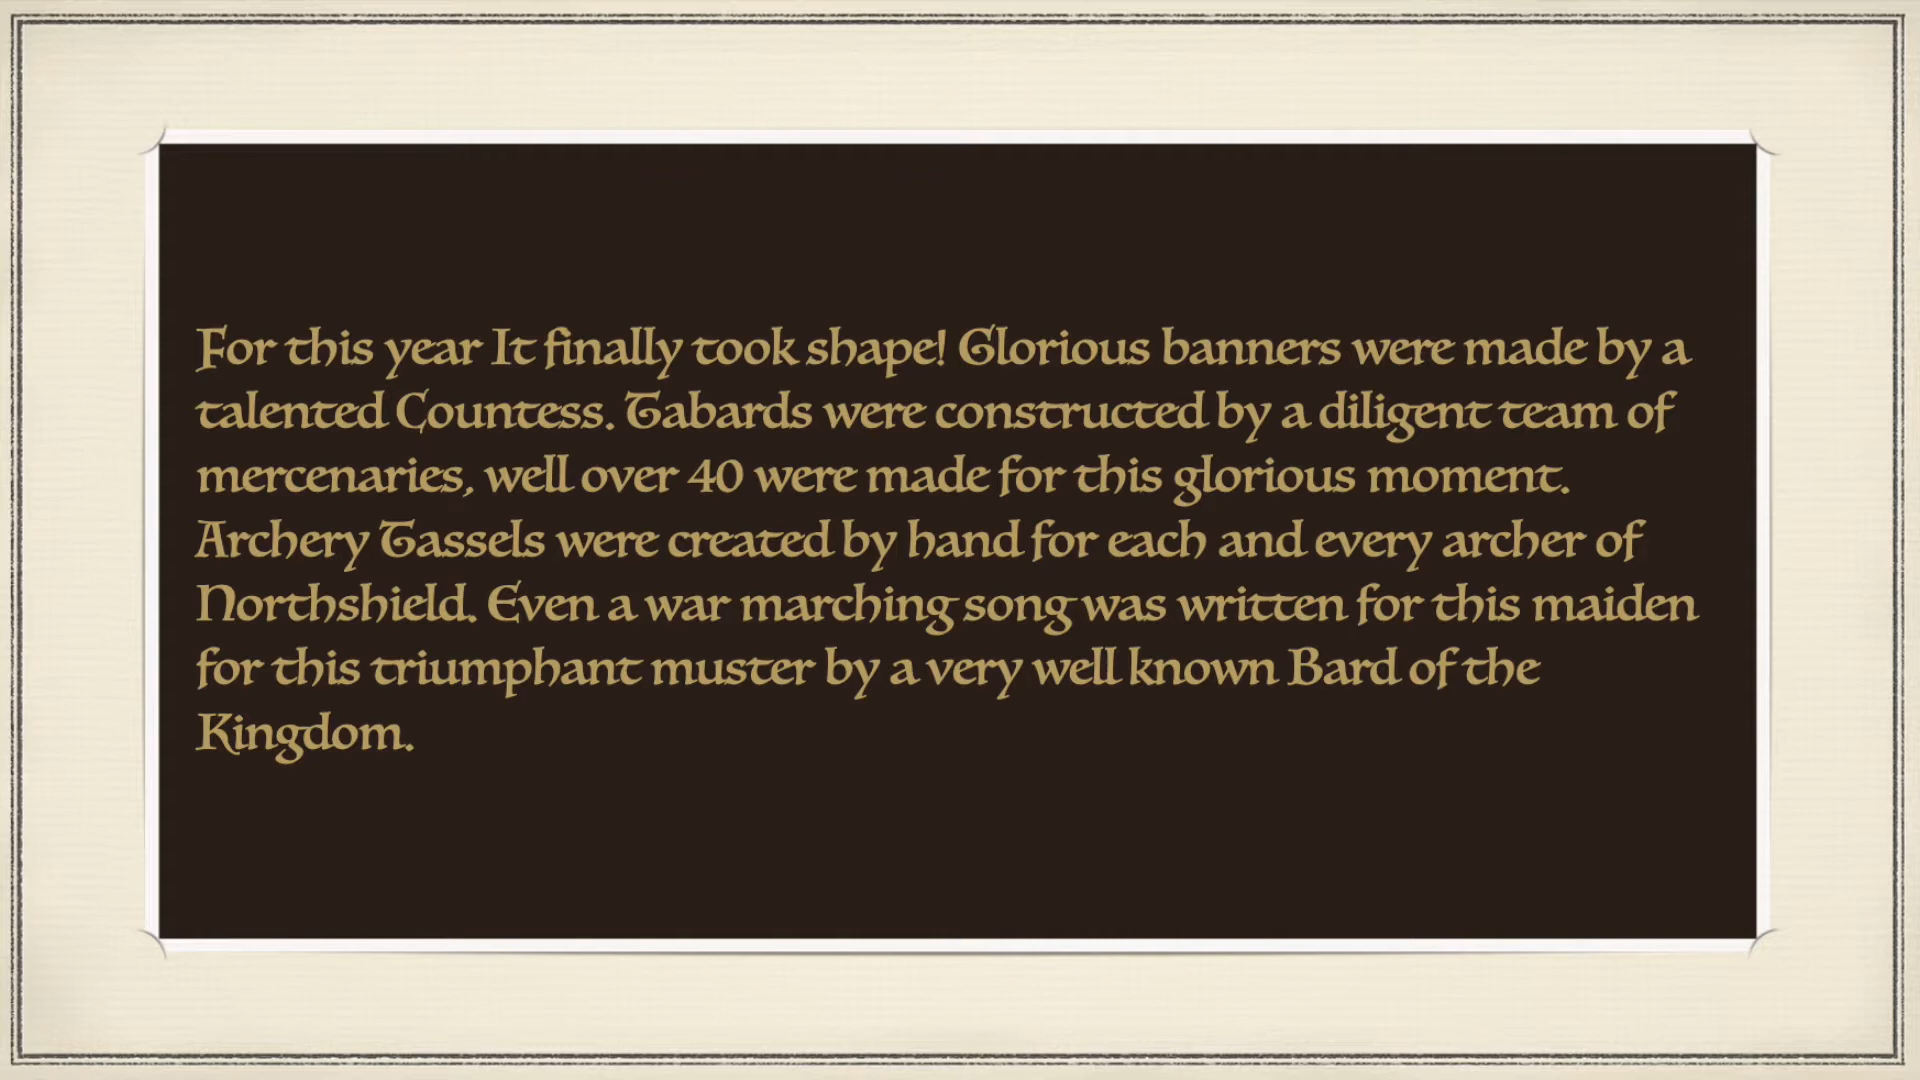 For this year It finally took shape! Glorious banners were made by a
talented Countess. Tabards were constructed by a diligent team of
mercenaries, well over 40 were made for this glorious moment.
Archery Tassels were created by hand for each and every archer of
Northshield. Even a war marching song was written for this maiden
for this triumphant muster by a very well known Bard of the
Kingdom.